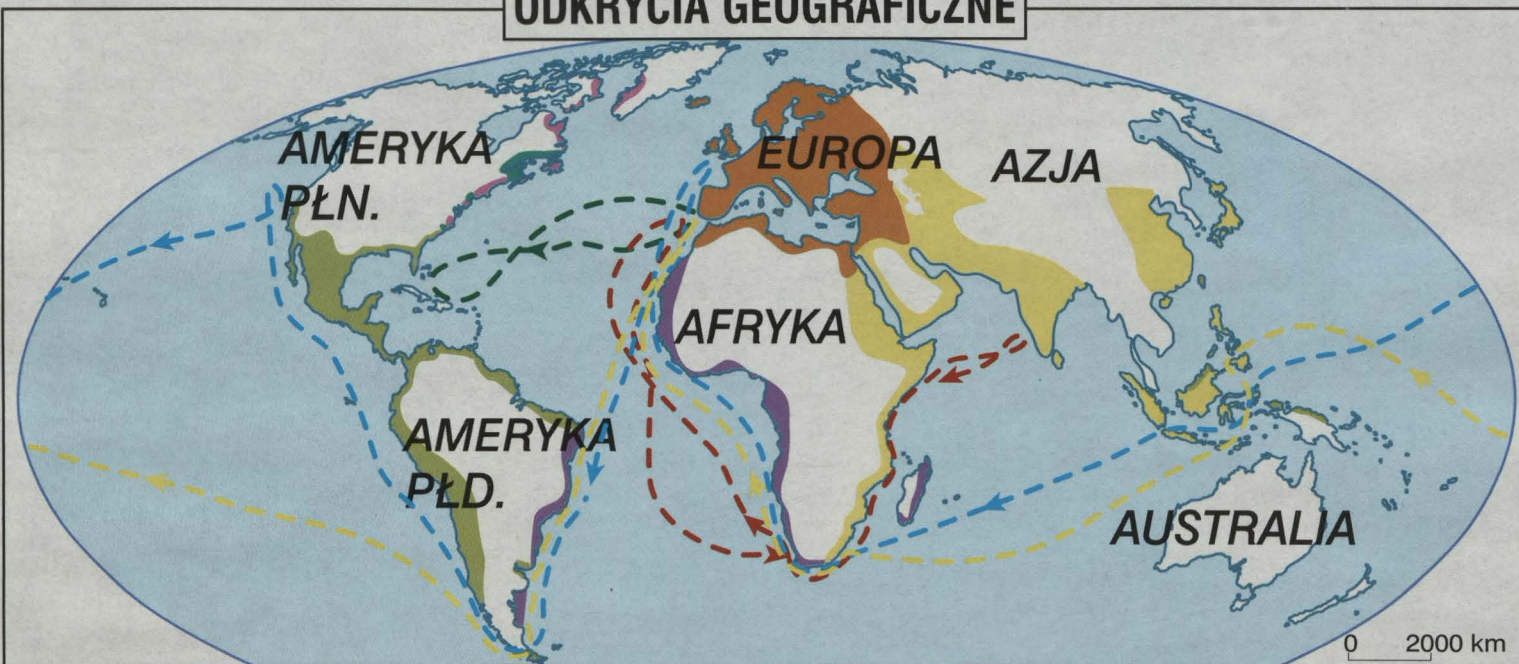 ODKRYCIA GEOGRAFICZNE
AMERYKA
PŁN.
EUROPA
AZJA
AFRYKA
AMERYKA
PŁD.
AUSTRALIA
0 2000 km